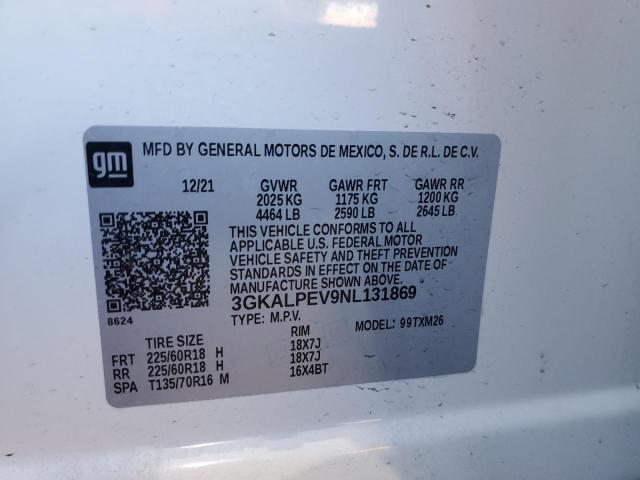 gm
MFD BY GENERAL MOTORS DE MEXICO, S. DE R.L. DE C.V.
12/21 GVWR GAWR FRT GAWR RR
2025 KG 1175 KG 1200 KG
4464 LB 2590 LB 2645 LB
THIS VEHICLE CONFORMS TO ALL
APPLICABLE U.S. FEDERAL MOTOR
VEHICLE SAFETY AND THEFT PREVENTION
STANDARDS IN EFFECT ON THE DATE OF
MANUFACTURE SHOWN ABOVE.
3GKALPEV9NL131869
8624
TYPE: M.P.V. MODEL: 99TXM26
TIRE SIZE RIM
FRT 225/60R18 H 18X7J
RR 225/60R18 H 18X7J
SPA T135/70R16 M 16X4BT